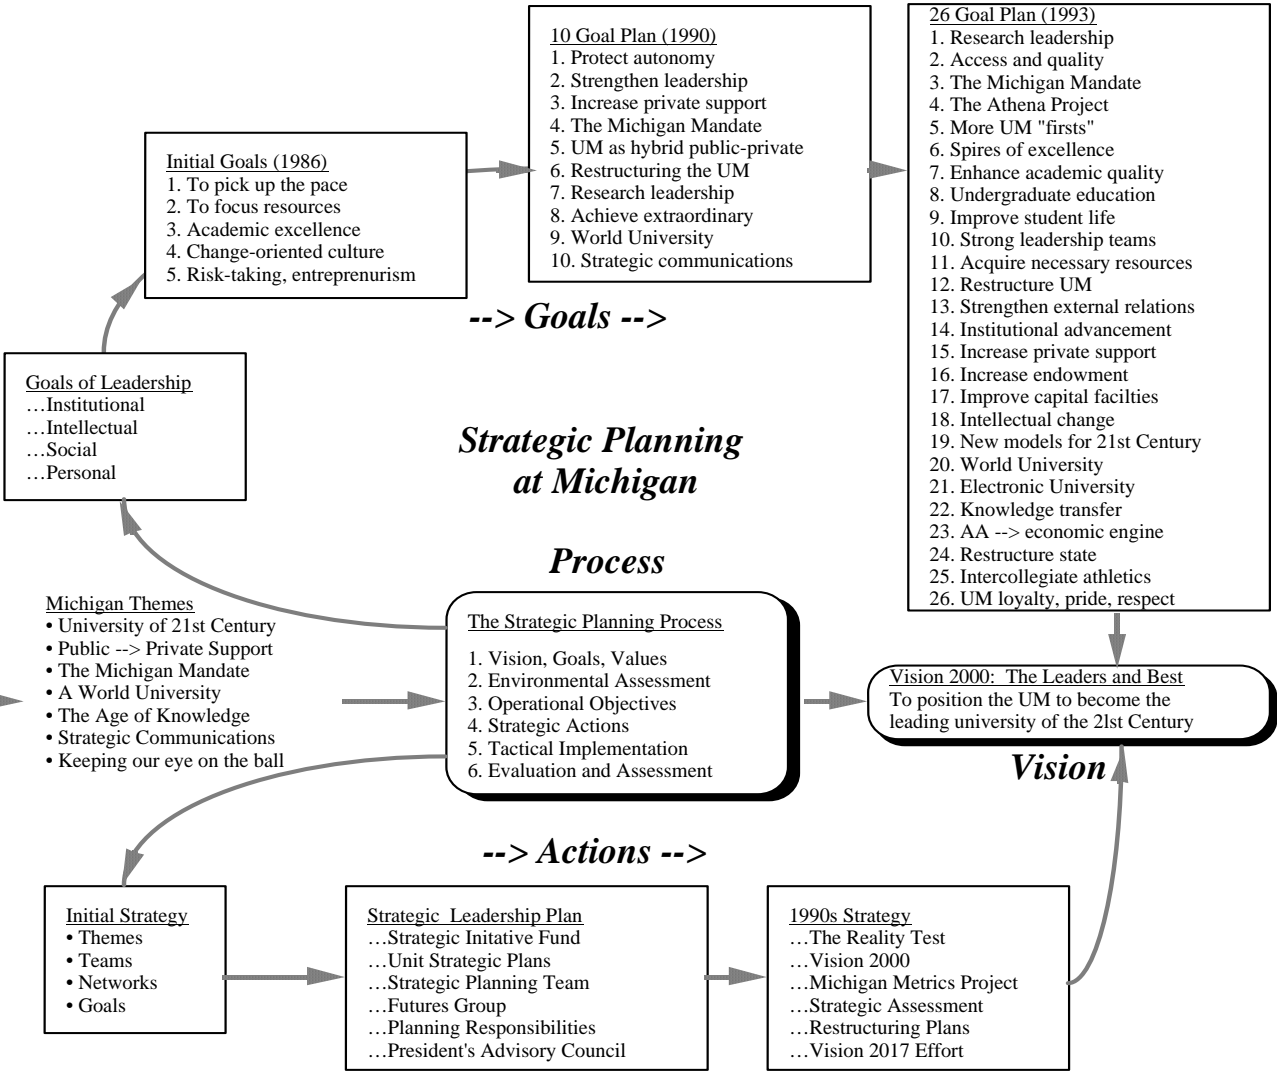 10 Goal Plan (1990)
1. Protect autonomy
2. Strengthen leadership
3. Increase private support
4. The Michigan Mandate
5. UM as hybrid public-private
6. Restructuring the UM
7. Research leadership
8. Achieve extraordinary
9. World University
10. Strategic communications
26 Goal Plan (1993)
1. Research leadership
2. Access and quality
3. The Michigan Mandate
4. The Athena Project
5. More UM "firsts"
6. Spires of excellence
7. Enhance academic quality
8. Undergraduate education
9. Improve student life
10. Strong leadership teams
11. Acquire necessary resources
12. Restructure UM
13. Strengthen external relations
14. Institutional advancement
15. Increase private support
16. Increase endowment
17. Improve capital facilties
18. Intellectual change
19. New models for 21st Century
20. World University
21. Electronic University
22. Knowledge transfer
23. AA --> economic engine
24. Restructure state
25. Intercollegiate athletics
26. UM loyalty, pride, respect
Initial Goals (1986)
1. To pick up the pace
2. To focus resources
3. Academic excellence
4. Change-oriented culture
5. Risk-taking, entreprenurism
--> Goals -->
Goals of Leadership
…Institutional
…Intellectual
…Social
…Personal
Strategic Planning
at Michigan
Process
Michigan Themes
• University of 21st Century
• Public --> Private Support
• The Michigan Mandate
• A World University
• The Age of Knowledge
• Strategic Communications
• Keeping our eye on the ball
The Strategic Planning Process
1. Vision, Goals, Values
2. Environmental Assessment
3. Operational Objectives
4. Strategic Actions
5. Tactical Implementation
6. Evaluation and Assessment
Vision 2000: The Leaders and Best
To position the UM to become the
leading university of the 2lst Century
Vision
--> Actions -->
Initial Strategy
• Themes
• Teams
• Networks
• Goals
Strategic Leadership Plan
…Strategic Initative Fund
…Unit Strategic Plans
…Strategic Planning Team
…Futures Group
…Planning Responsibilities
…President's Advisory Council
1990s Strategy
…The Reality Test
…Vision 2000
…Michigan Metrics Project
…Strategic Assessment
…Restructuring Plans
…Vision 2017 Effort